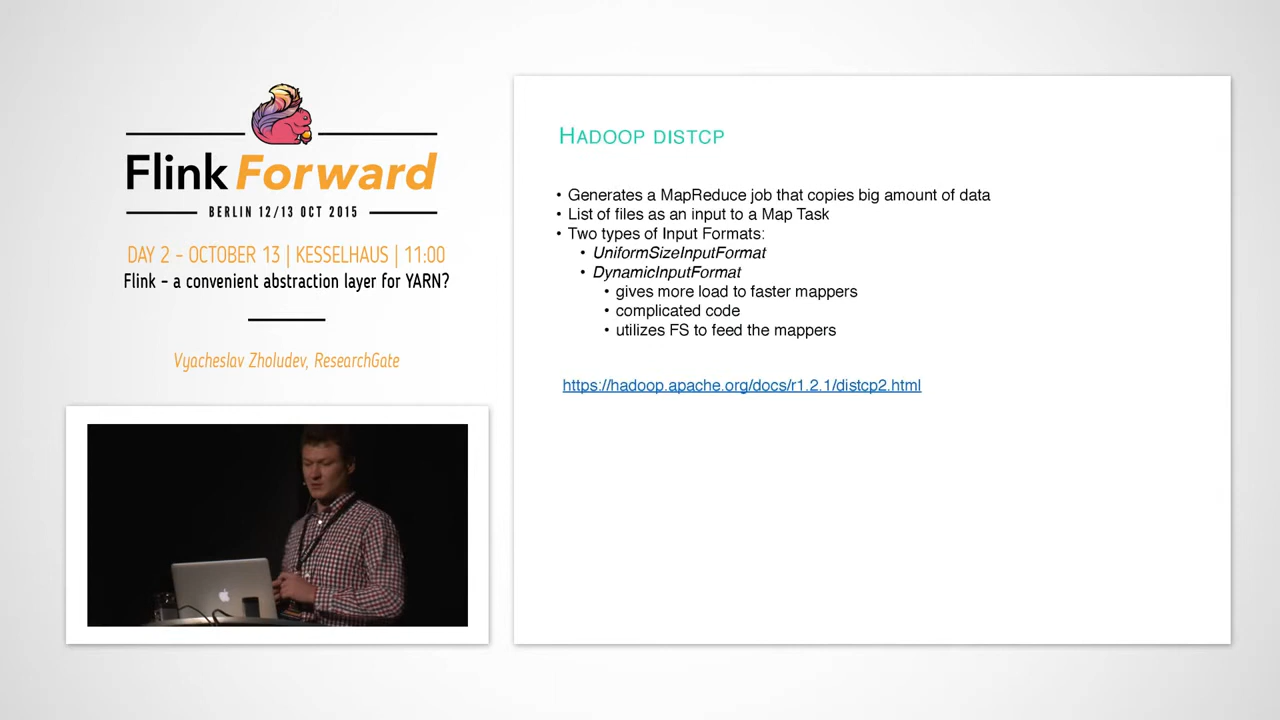 Flink Forward
BERLIN 12/13 OCT 2015
DAY 2 - OCTOBER 13 | KESSELHAUS | 11:00
Flink - a convenient abstraction layer for YARN?
Vyacheslav Zholudev, ResearchGate
HADOOP DISTCP
• Generates a MapReduce job that copies big amount of data
• List of files as an input to a Map Task
• Two types of Input Formats:
• UniformSizeInputFormat
• DynamicInputFormat
• gives more load to faster mappers
• complicated code
• utilizes FS to feed the mappers
https://hadoop.apache.org/docs/r1.2.1/distcp2.html